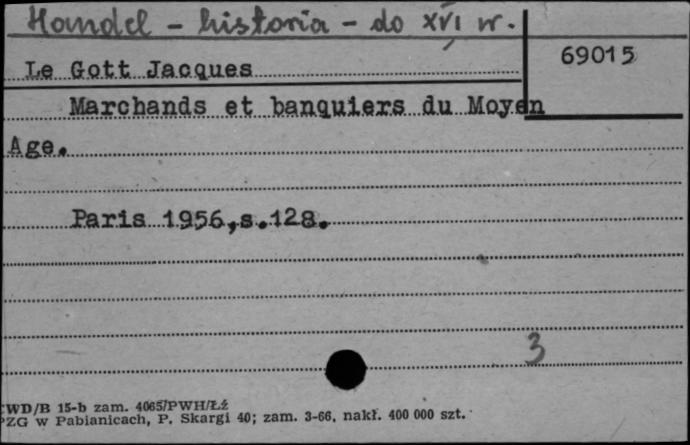 Handel - historia - do XVI w.
69015
Le Gott Jacques
Marchands et banquiers du Moyen
Age.
Paris 1956,s.128.
3
WD/B 15-b zam. 4065/PWH/Łź
PZG w Pabianicach, P. Skargi 40; zam. 3-66, nakł. 400 000 szt.